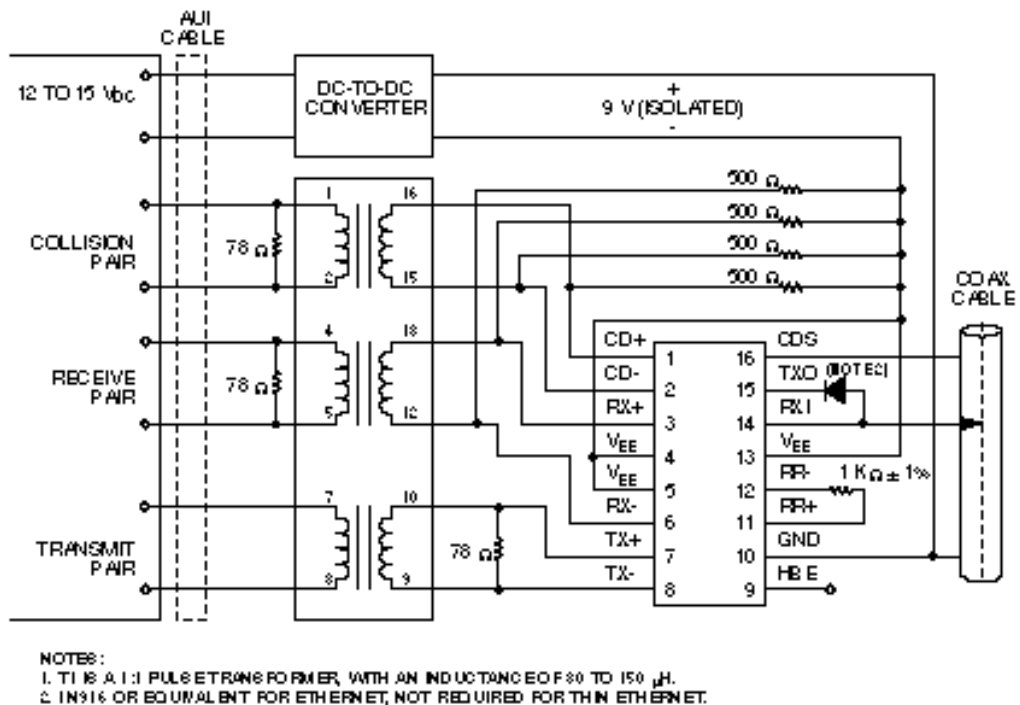 AUI
CABLE
12 TO 15 VDC
DC-TO-DC
CONVERTER
+
9 V (ISOLATED)
-
500 Ω
500 Ω
500 Ω
500 Ω
1
16
COLLISION
PAIR
78 Ω
2
15
COAX
CABLE
4
13
RECEIVE
PAIR
78 Ω
5
12
7
10
TRANSMIT
PAIR
78 Ω
8
9
CD+
1
16
CDS
CD-
2
15
TXO
(NOTE 2)
RX+
3
14
RXI
VEE
4
13
VEE
VEE
5
12
RR-
1 KΩ ± 1%
RX-
6
11
RR+
TX+
7
10
GND
TX-
8
9
HBE
NOTES:
1. T1 IS A 1:1 PULSE TRANSFORMER, WITH AN INDUCTANCE OF 80 TO 150 μH.
2. 1N916 OR EQUIVALENT FOR ETHERNET, NOT REQUIRED FOR THIN ETHERNET.